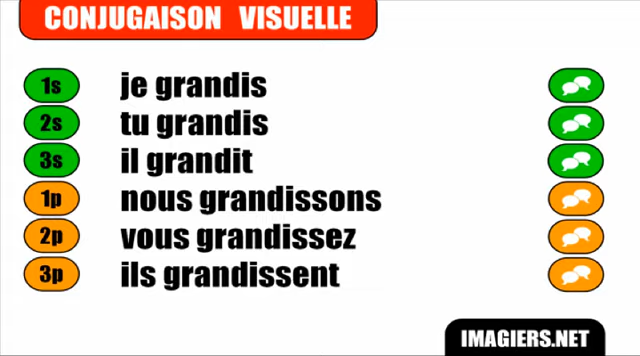 CONJUGAISON VISUELLE
1s je grandis
2s tu grandis
3s il grandit
1p nous grandissons
2p vous grandissez
3p ils grandissent
IMAGIERS.NET